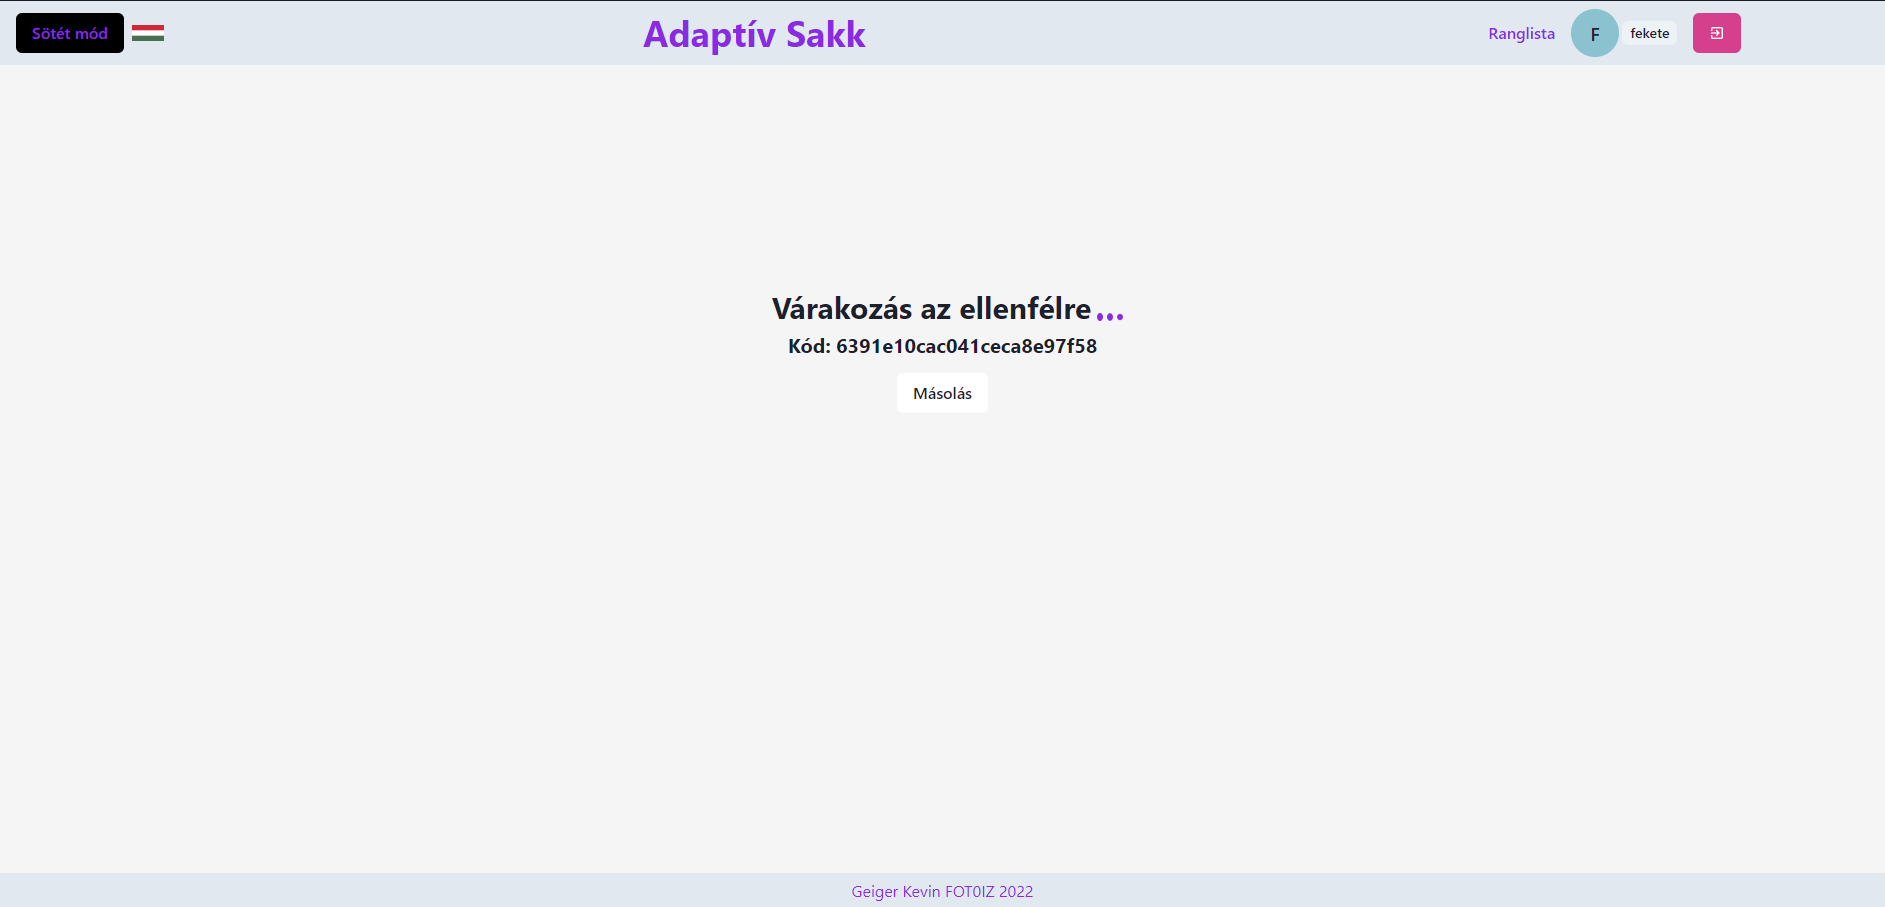 Sötét mód
Adaptív Sakk
Ranglista
F
fekete
Várakozás az ellenfélre...
Kód: 6391e10cac041ceca8e97f58
Másolás
Geiger Kevin FOT0IZ 2022